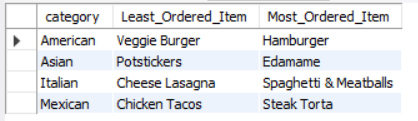 category Least_Ordered_Item Most_Ordered_Item
American Veggie Burger Hamburger
Asian Potstickers Edamame
Italian Cheese Lasagna Spaghetti & Meatballs
Mexican Chicken Tacos Steak Torta